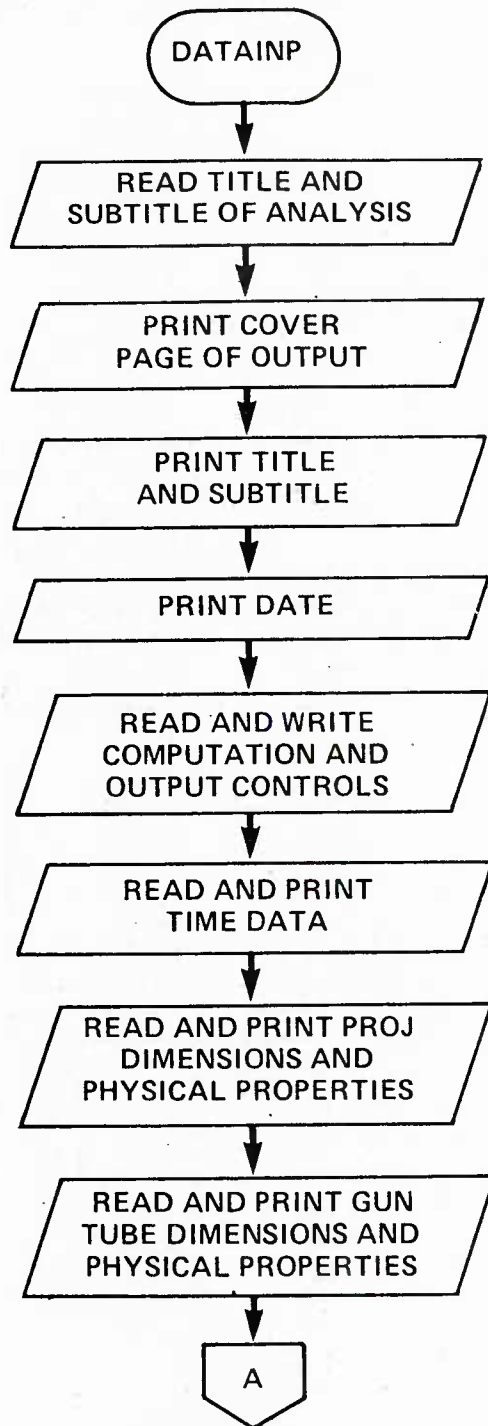 DATAINP
READ TITLE AND
SUBTITLE OF ANALYSIS
PRINT COVER
PAGE OF OUTPUT
PRINT TITLE
AND SUBTITLE
PRINT DATE
READ AND WRITE
COMPUTATION AND
OUTPUT CONTROLS
READ AND PRINT
TIME DATA
READ AND PRINT PROJ
DIMENSIONS AND
PHYSICAL PROPERTIES
READ AND PRINT GUN
TUBE DIMENSIONS AND
PHYSICAL PROPERTIES
A